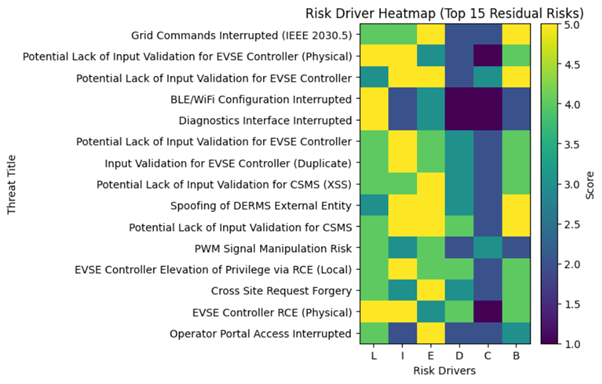 Risk Driver Heatmap (Top 15 Residual Risks)
Threat Title
Grid Commands Interrupted (IEEE 2030.5)
Potential Lack of Input Validation for EVSE Controller (Physical)
Potential Lack of Input Validation for EVSE Controller
BLE/WiFi Configuration Interrupted
Diagnostics Interface Interrupted
Potential Lack of Input Validation for EVSE Controller
Input Validation for EVSE Controller (Duplicate)
Potential Lack of Input Validation for CSMS (XSS)
Spoofing of DERMS External Entity
Potential Lack of Input Validation for CSMS
PWM Signal Manipulation Risk
EVSE Controller Elevation of Privilege via RCE (Local)
Cross Site Request Forgery
EVSE Controller RCE (Physical)
Operator Portal Access Interrupted
L I E D C B
Risk Drivers
5.0
4.5
4.0
3.5
3.0
2.5
2.0
1.5
1.0
Score